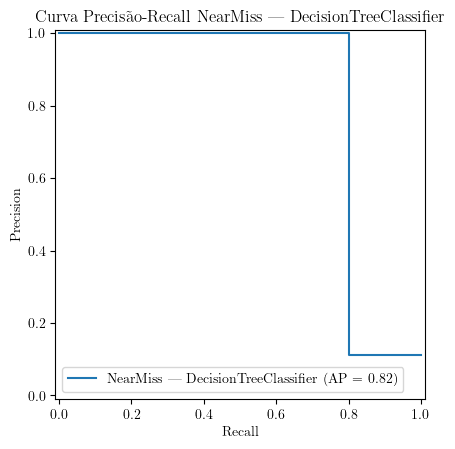 Curva Precisão-Recall NearMiss — DecisionTreeClassifier
1.0
0.8
0.6
0.4
0.2
0.0
Precision
NearMiss — DecisionTreeClassifier (AP = 0.82)
0.0 0.2 0.4 0.6 0.8 1.0
Recall